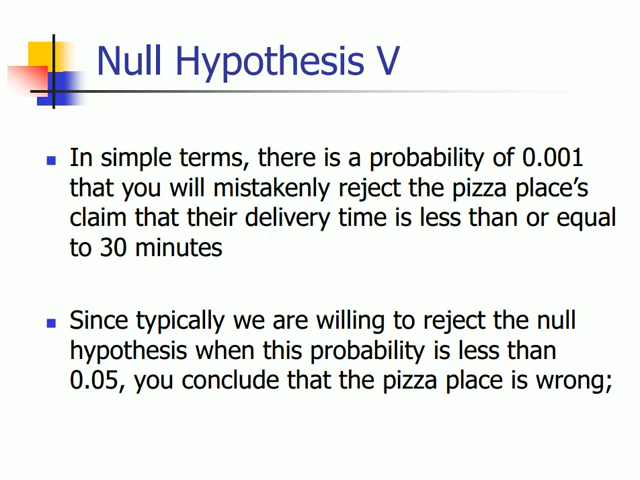 Null Hypothesis V
In simple terms, there is a probability of 0.001
that you will mistakenly reject the pizza place's
claim that their delivery time is less than or equal
to 30 minutes
Since typically we are willing to reject the null
hypothesis when this probability is less than
0.05, you conclude that the pizza place is wrong;